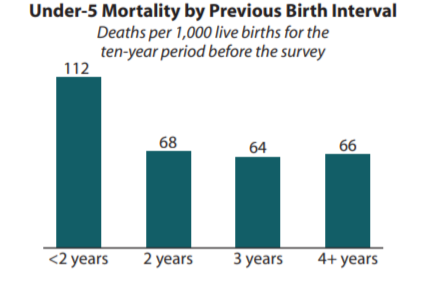 Under-5 Mortality by Previous Birth Interval
Deaths per 1,000 live births for the
ten-year period before the survey
112
68
64
66
<2 years
2 years
3 years
4+ years